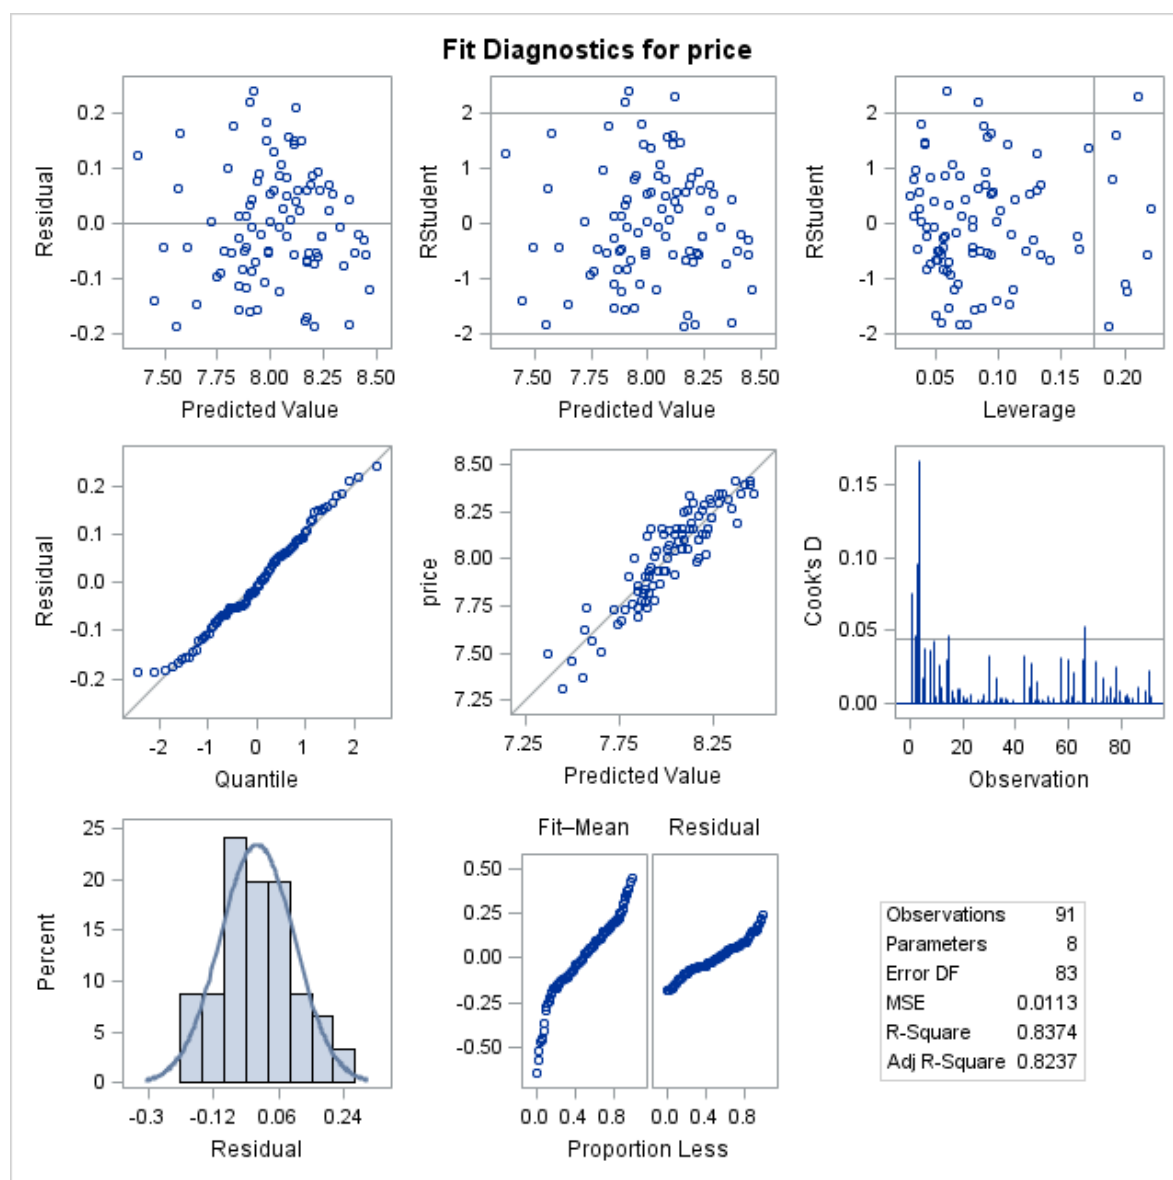 Fit Diagnostics for price
Residual
0.2
0.1
0.0
-0.1
-0.2
7.50 7.75 8.00 8.25 8.50
Predicted Value
RStudent
2
1
0
-1
-2
7.50 7.75 8.00 8.25 8.50
Predicted Value
RStudent
2
1
0
-1
-2
0.05 0.10 0.15 0.20
Leverage
Residual
0.2
0.1
0.0
-0.1
-0.2
-2 -1 0 1 2
Quantile
price
8.50
8.25
8.00
7.75
7.50
7.25
7.25 7.75 8.25
Predicted Value
Cook's D
0.15
0.10
0.05
0.00
0 20 40 60 80
Observation
Percent
25
20
15
10
5
0
-0.3 -0.12 0.06 0.24
Residual
Fit–Mean Residual
0.50
0.25
0.00
-0.25
-0.50
0.0 0.4 0.8 0.0 0.4 0.8
Proportion Less
Observations 91
Parameters 8
Error DF 83
MSE 0.0113
R-Square 0.8374
Adj R-Square 0.8237